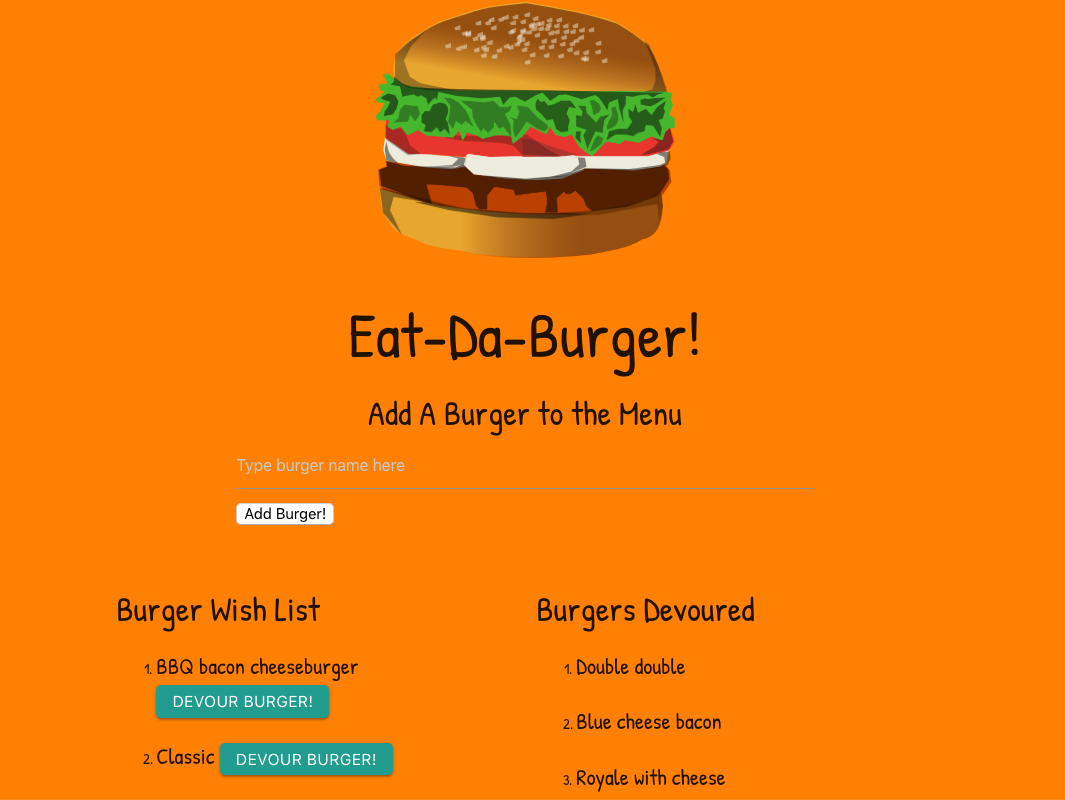 Eat-Da-Burger!
Add A Burger to the Menu
Type burger name here
Add Burger!
Burger Wish List
1. BBQ bacon cheeseburger
DEVOUR BURGER!
2. Classic DEVOUR BURGER!
Burgers Devoured
1. Double double
2. Blue cheese bacon
3. Royale with cheese